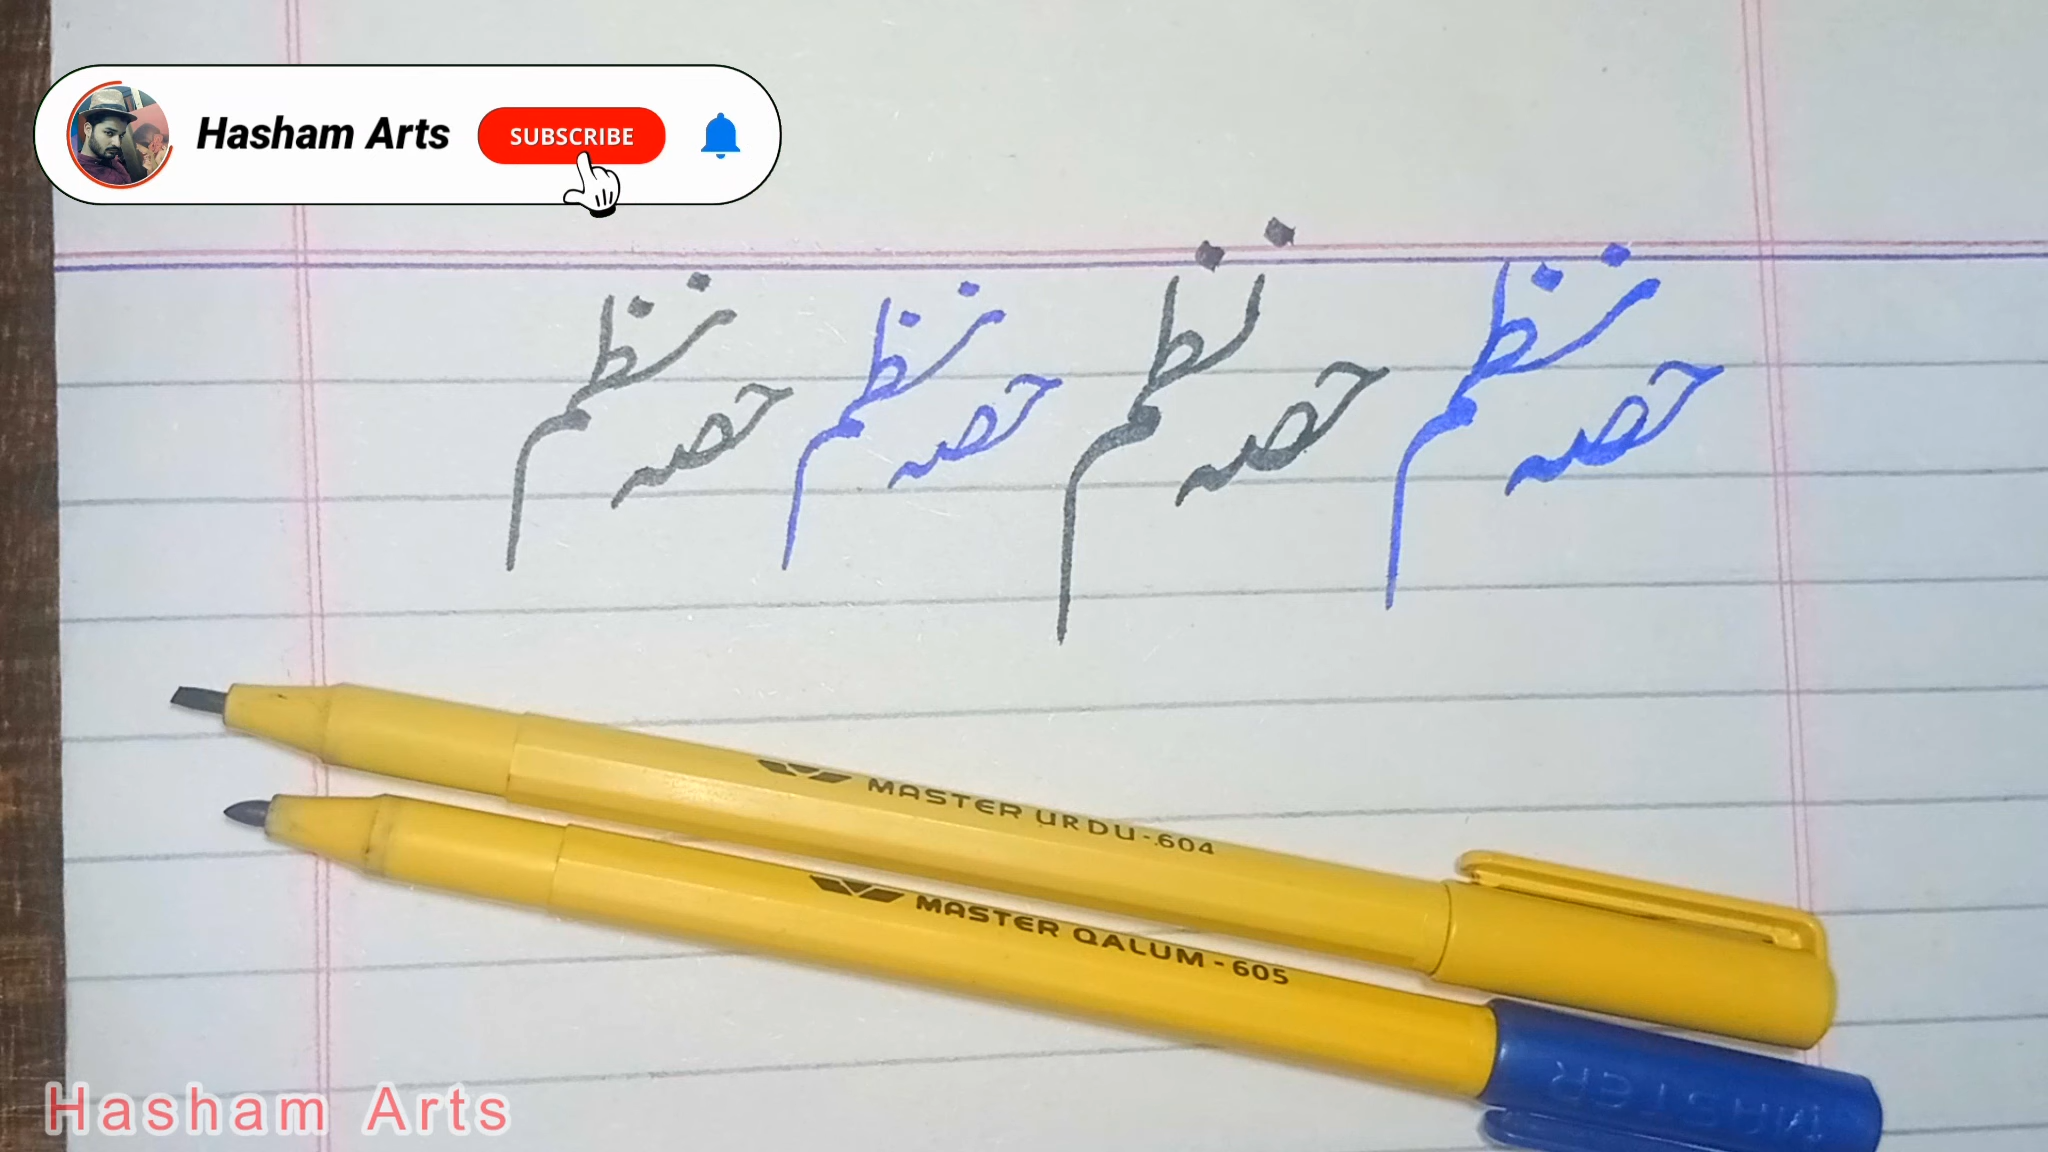 Hasham Arts SUBSCRIBE
حصہ نظم حصہ نظم حصہ نظم حصہ نظم
MASTER URDU-604
MASTER QALUM - 605
MASTER
Hasham Arts